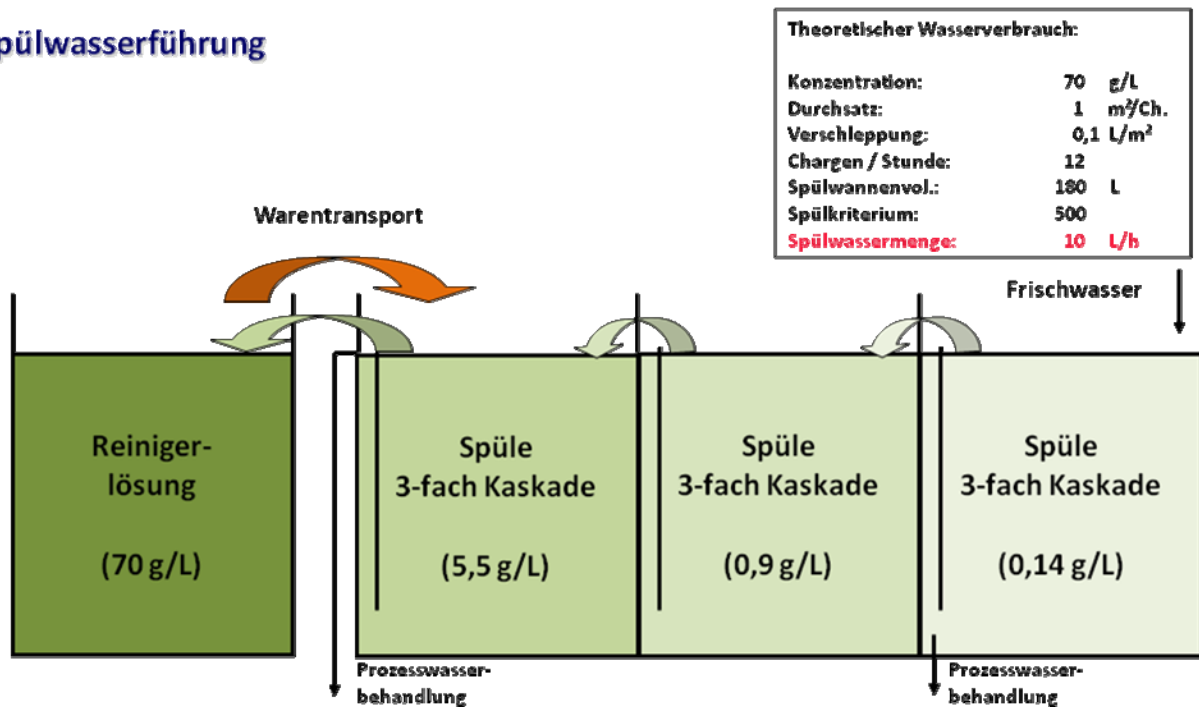 pülwasserführung
Theoretischer Wasserverbrauch:
Konzentration: 70 g/L
Durchsatz: 1 m²/Ch.
Verschleppung: 0,1 L/m²
Chargen / Stunde: 12
Spülwannenvol.: 180 L
Spülkriterium: 500
Spülwassermenge: 10 L/h
Warentransport
Frischwasser
Reiniger-
lösung
(70 g/L)
Spüle
3-fach Kaskade
(5,5 g/L)
Spüle
3-fach Kaskade
(0,9 g/L)
Spüle
3-fach Kaskade
(0,14 g/L)
Prozesswasser-
behandlung
Prozesswasser-
behandlung